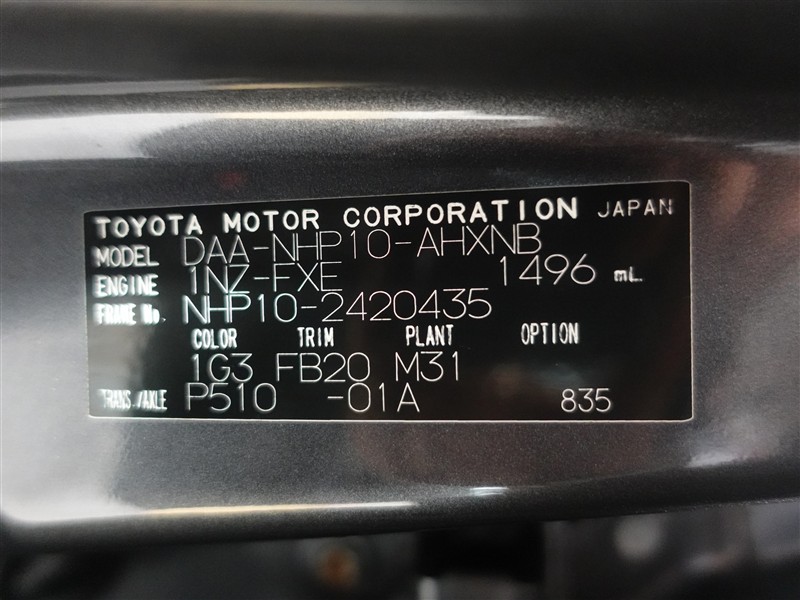 TOYOTA MOTOR CORPORATION JAPAN
MODEL DAA-NHP10-AHXNB
ENGINE 1NZ-FXE 1496 mL.
FRAME No. NHP10-2420435
COLOR TRIM PLANT OPTION
1G3 FB20 M31
TRANS./AXLE P510 -01A 835